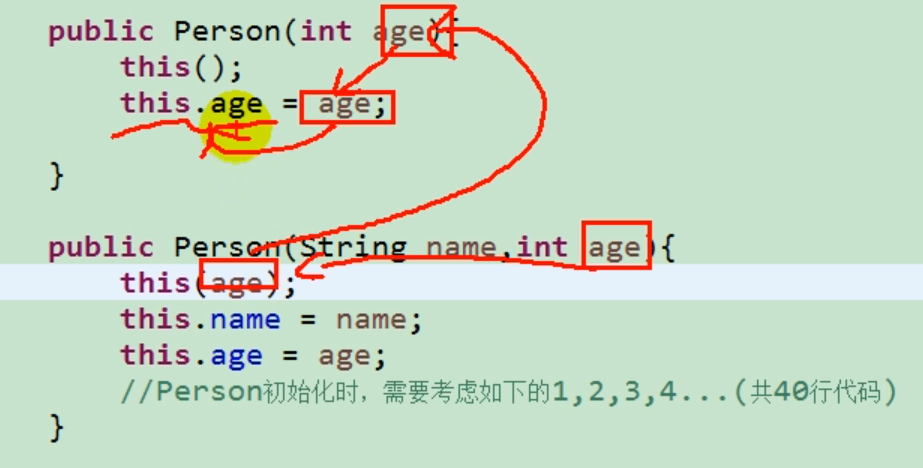 public Person(int age){
this();
this.age = age;
}
public Person(String name,int age){
this(age);
this.name = name;
this.age = age;
//Person初始化时，需要考虑如下的1,2,3,4...(共40行代码)
}